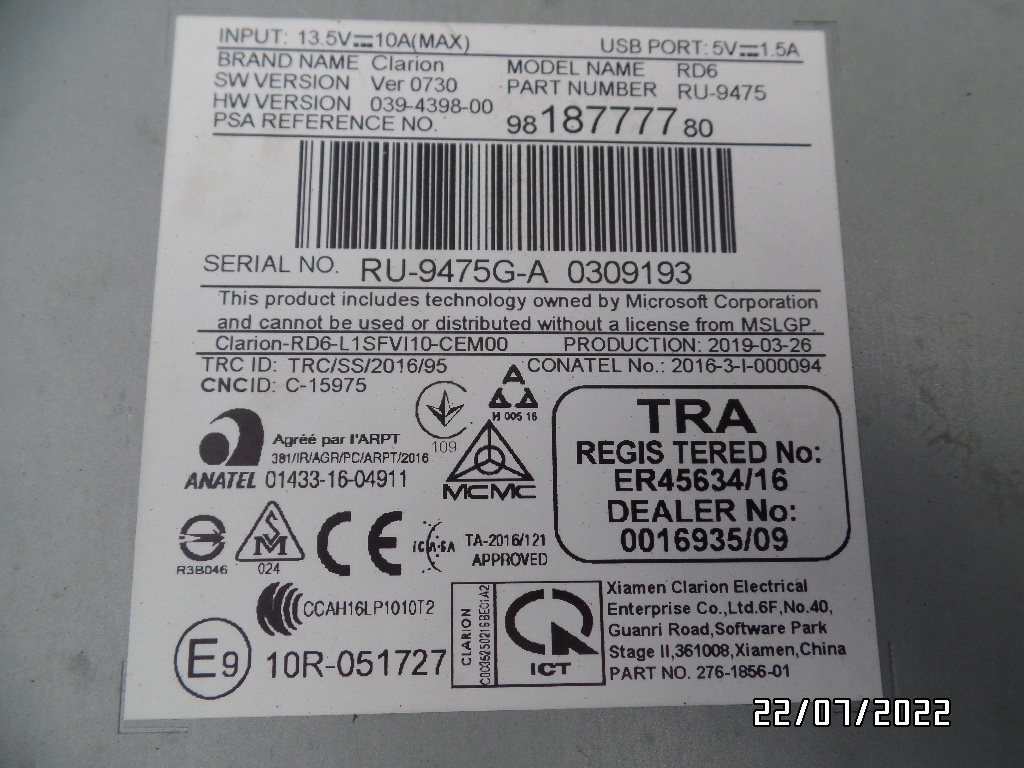 INPUT: 13.5V⎓10A(MAX) USB PORT: 5V⎓1.5A
BRAND NAME Clarion MODEL NAME RD6
SW VERSION Ver 0730 PART NUMBER RU-9475
HW VERSION 039-4398-00
PSA REFERENCE NO. 9818777780
SERIAL NO. RU-9475G-A 0309193
This product includes technology owned by Microsoft Corporation
and cannot be used or distributed without a license from MSLGP.
Clarion-RD6-L1SFVI10-CEM00 PRODUCTION: 2019-03-26
TRC ID: TRC/SS/2016/95 CONATEL No.: 2016-3-I-000094
CNCID: C-15975
H 005 16
109
Agréé par l'ARPT
381/IR/AGR/PC/ARPT/2016
ANATEL 01433-16-04911
MCMC
TRA
REGIS TERED No:
ER45634/16
DEALER No:
0016935/09
R3B046
SM
024
CE
ICASA
TA-2016/121
APPROVED
CCAH16LP1010T2
E9 10R-051727
CLARION
ICT
Xiamen Clarion Electrical
Enterprise Co.,Ltd.6F,No.40,
Guanri Road,Software Park
Stage II,361008,Xiamen,China
PART NO. 276-1856-01
22/07/2022